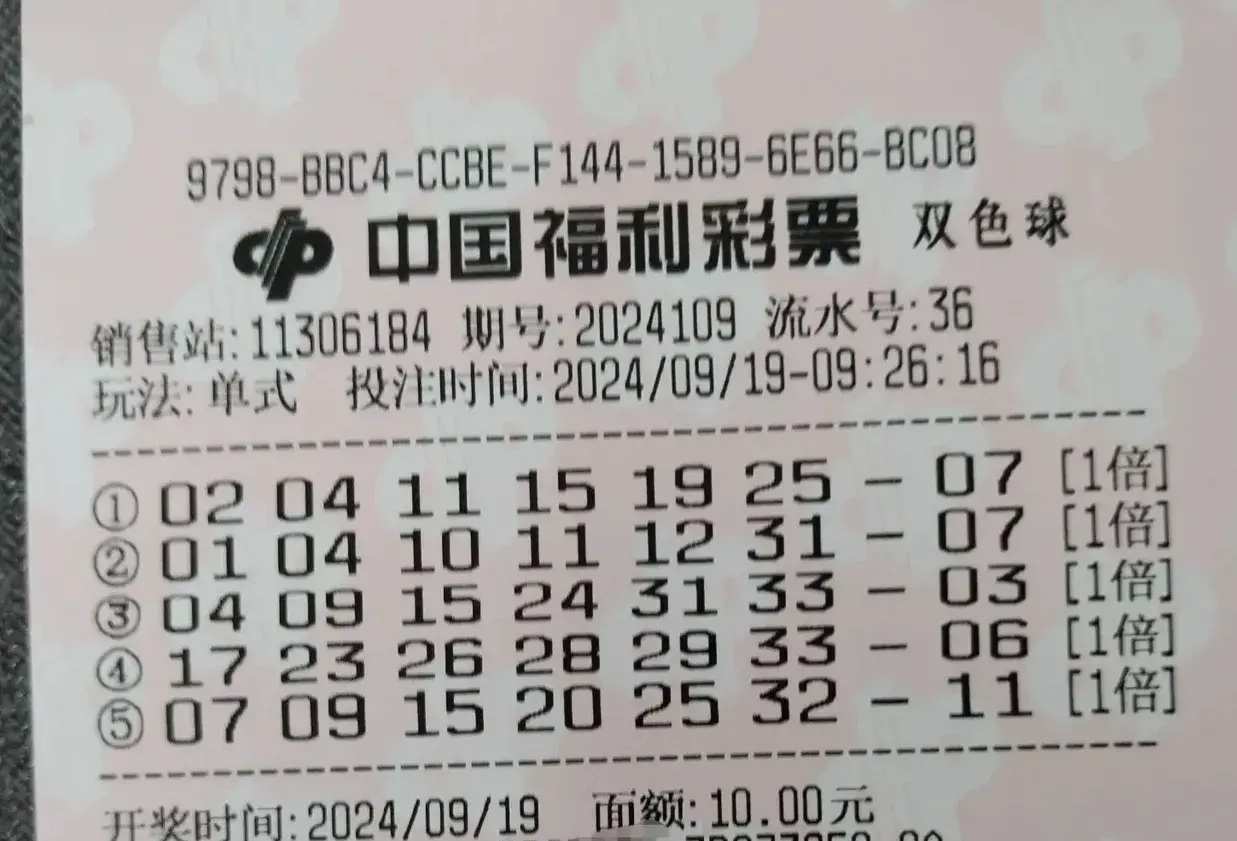 9798-BBC4-CCBE-F144-1589-6E66-BC08
中国福利彩票 双色球
销售站:11306184 期号:2024109 流水号:36
玩法:单式 投注时间:2024/09/19-09:26:16
① 02 04 11 15 19 25 - 07 [1倍]
② 01 04 10 11 12 31 - 07 [1倍]
③ 04 09 15 24 31 33 - 03 [1倍]
④ 17 23 26 28 29 33 - 06 [1倍]
⑤ 07 09 15 20 25 32 - 11 [1倍]
开奖时间:2024/09/19 面额:10.00元